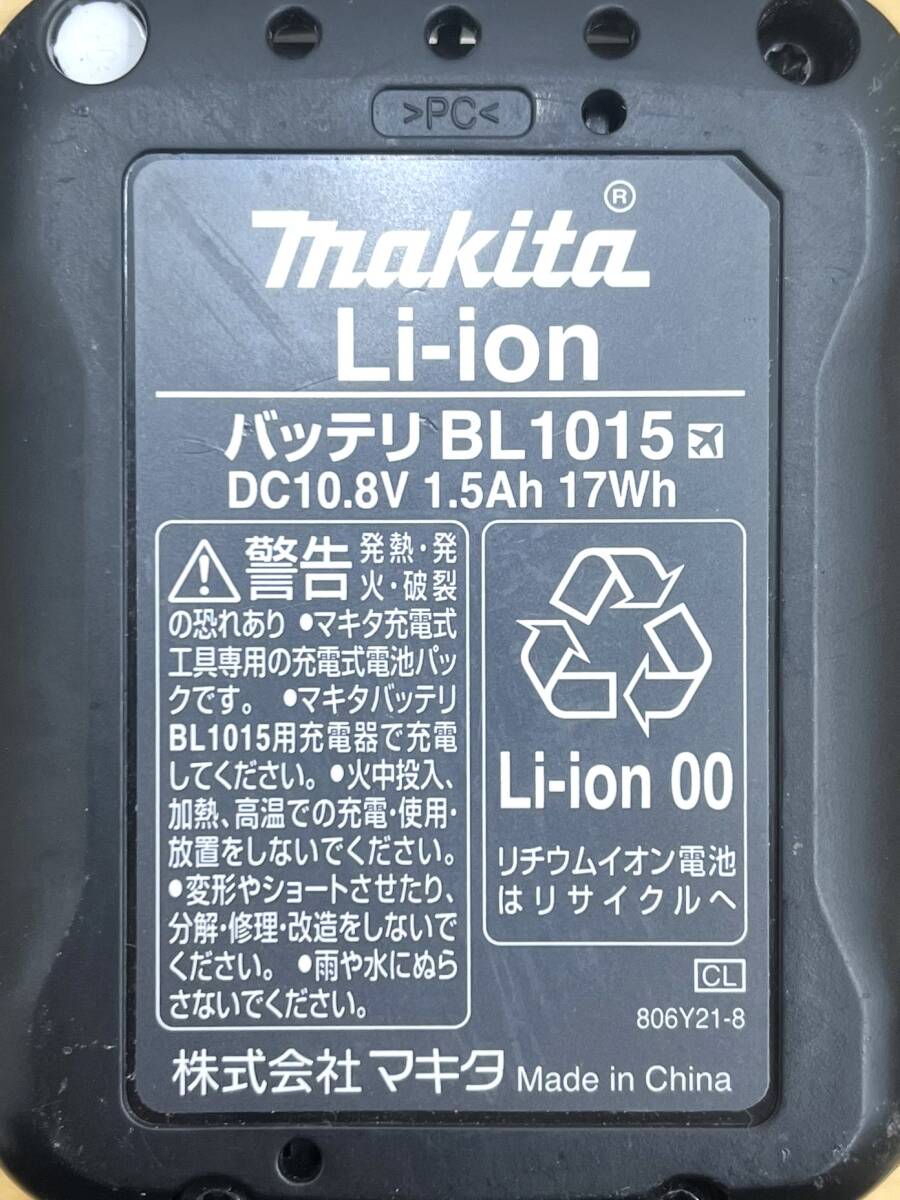 >PC<
makita®
Li-ion
バッテリ BL1015
DC10.8V 1.5Ah 17Wh
警告 発熱・発
火・破裂
の恐れあり ●マキタ充電式
工具専用の充電式電池パッ
クです。 ●マキタバッテリ
BL1015用充電器で充電
してください。●火中投入、
加熱、高温での充電・使用・
放置をしないでください。
●変形やショートさせたり、
分解・修理・改造をしないで
ください。 ●雨や水にぬら
さないでください。
Li-ion 00
リチウムイオン電池
はリサイクルへ
CL
806Y21-8
株式会社マキタ Made in China